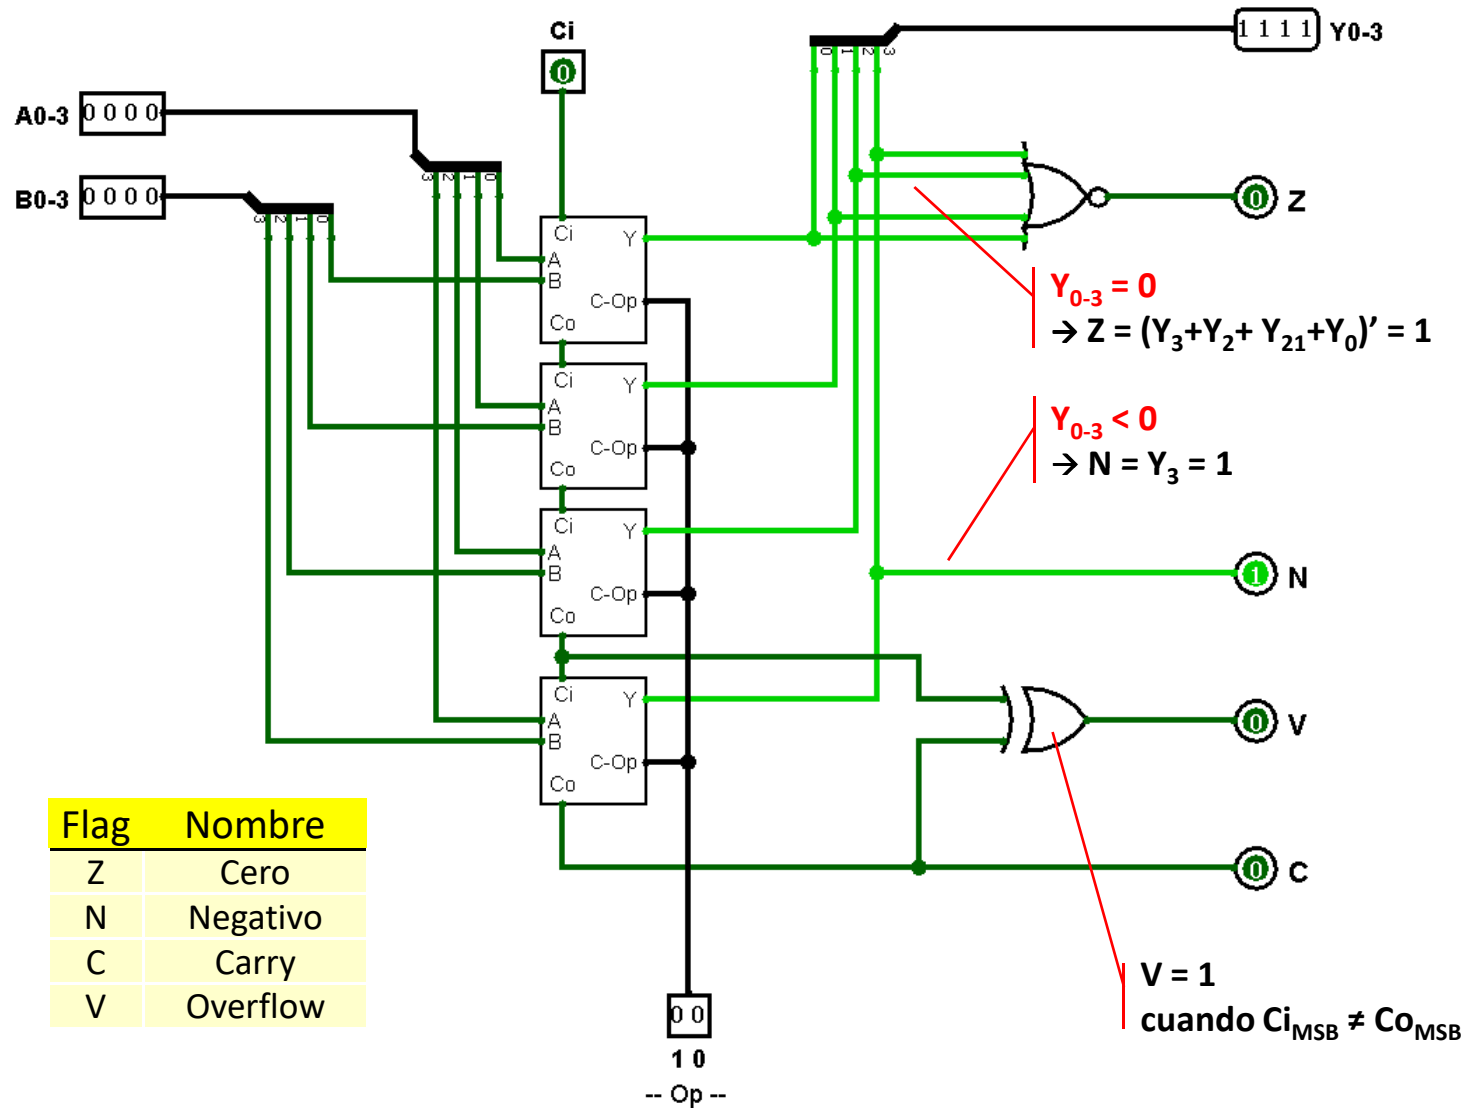 Ci
0
1 1 1 1 Y0-3
0 1 2 3
A0-3 0 0 0 0
B0-3 0 0 0 0
3 2 1 0
3 2 1 0
0 Z
Ci Y
A
B
C-Op
Co
Y0-3 = 0
→ Z = (Y3+Y2+ Y21+Y0)’ = 1
Ci Y
A
B
C-Op
Co
Y0-3 < 0
→ N = Y3 = 1
Ci Y
A
B
C-Op
Co
1 N
Ci Y
A
B
C-Op
Co
0 V
0 C
Flag Nombre
Z Cero
N Negativo
C Carry
V Overflow
V = 1
cuando CiMSB ≠ CoMSB
0 0
1 0
-- Op --